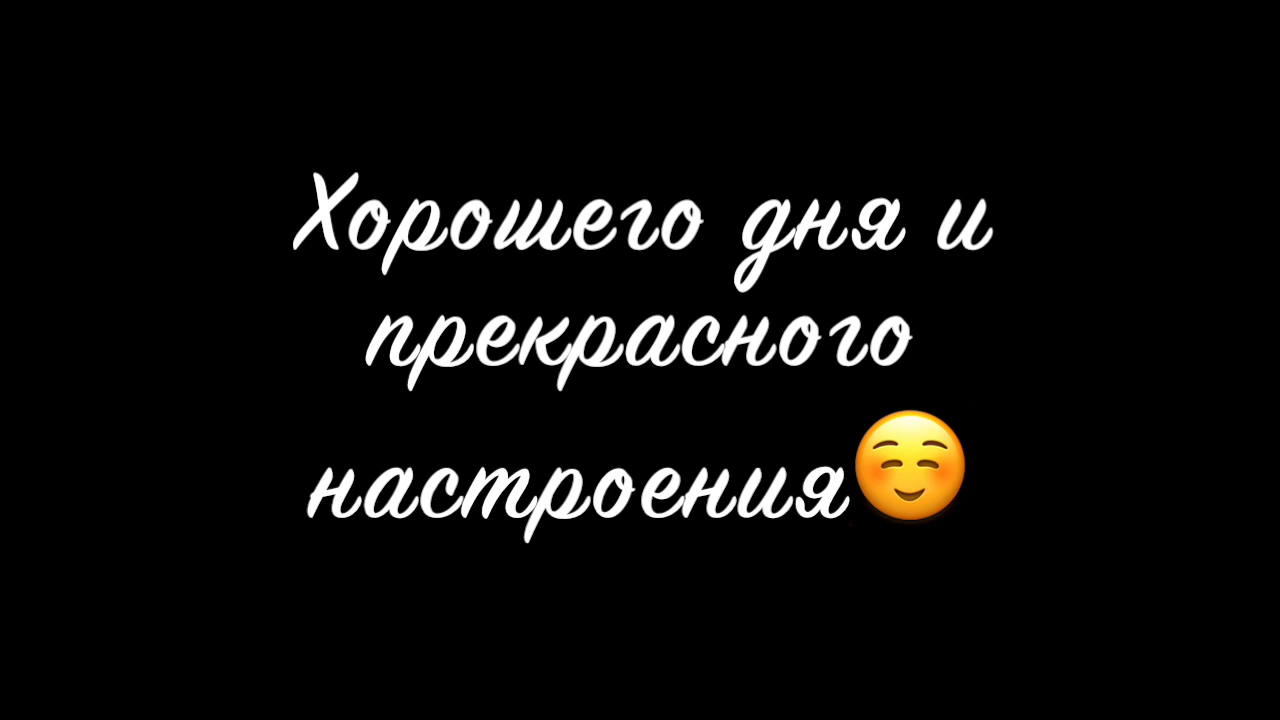 Хорошего дня и
прекрасного
настроения☺️